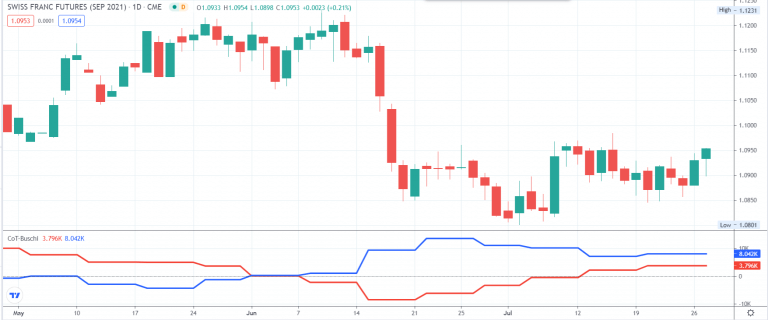 SWISS FRANC FUTURES (SEP 2021) · 1D · CME D O1.0933 H1.0954 L1.0898 C1.0953 +0.0023 (+0.21%)
1.0953 0.0001 1.0954
High 1.1231
1.1250
1.1200
1.1150
1.1100
1.1050
1.1000
1.0950
1.0900
1.0850
Low 1.0801
CoT-Buschi 3.796K 8.042K
10K
8.042K
3.796K
0
-10K
May 10 17 24 Jun 7 14 21 Jul 12 19 26